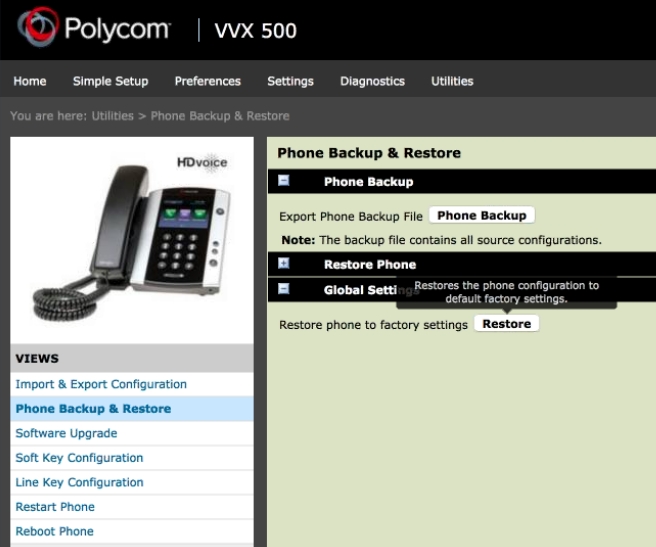 Polycom | VVX 500
Home Simple Setup Preferences Settings Diagnostics Utilities
You are here: Utilities > Phone Backup & Restore
HDvoice
VIEWS
Import & Export Configuration
Phone Backup & Restore
Software Upgrade
Soft Key Configuration
Line Key Configuration
Restart Phone
Reboot Phone
Phone Backup & Restore
Phone Backup
Export Phone Backup File Phone Backup
Note: The backup file contains all source configurations.
Restore Phone
Global Setti
Restores the phone configuration to
default factory settings.
Restore phone to factory settings Restore